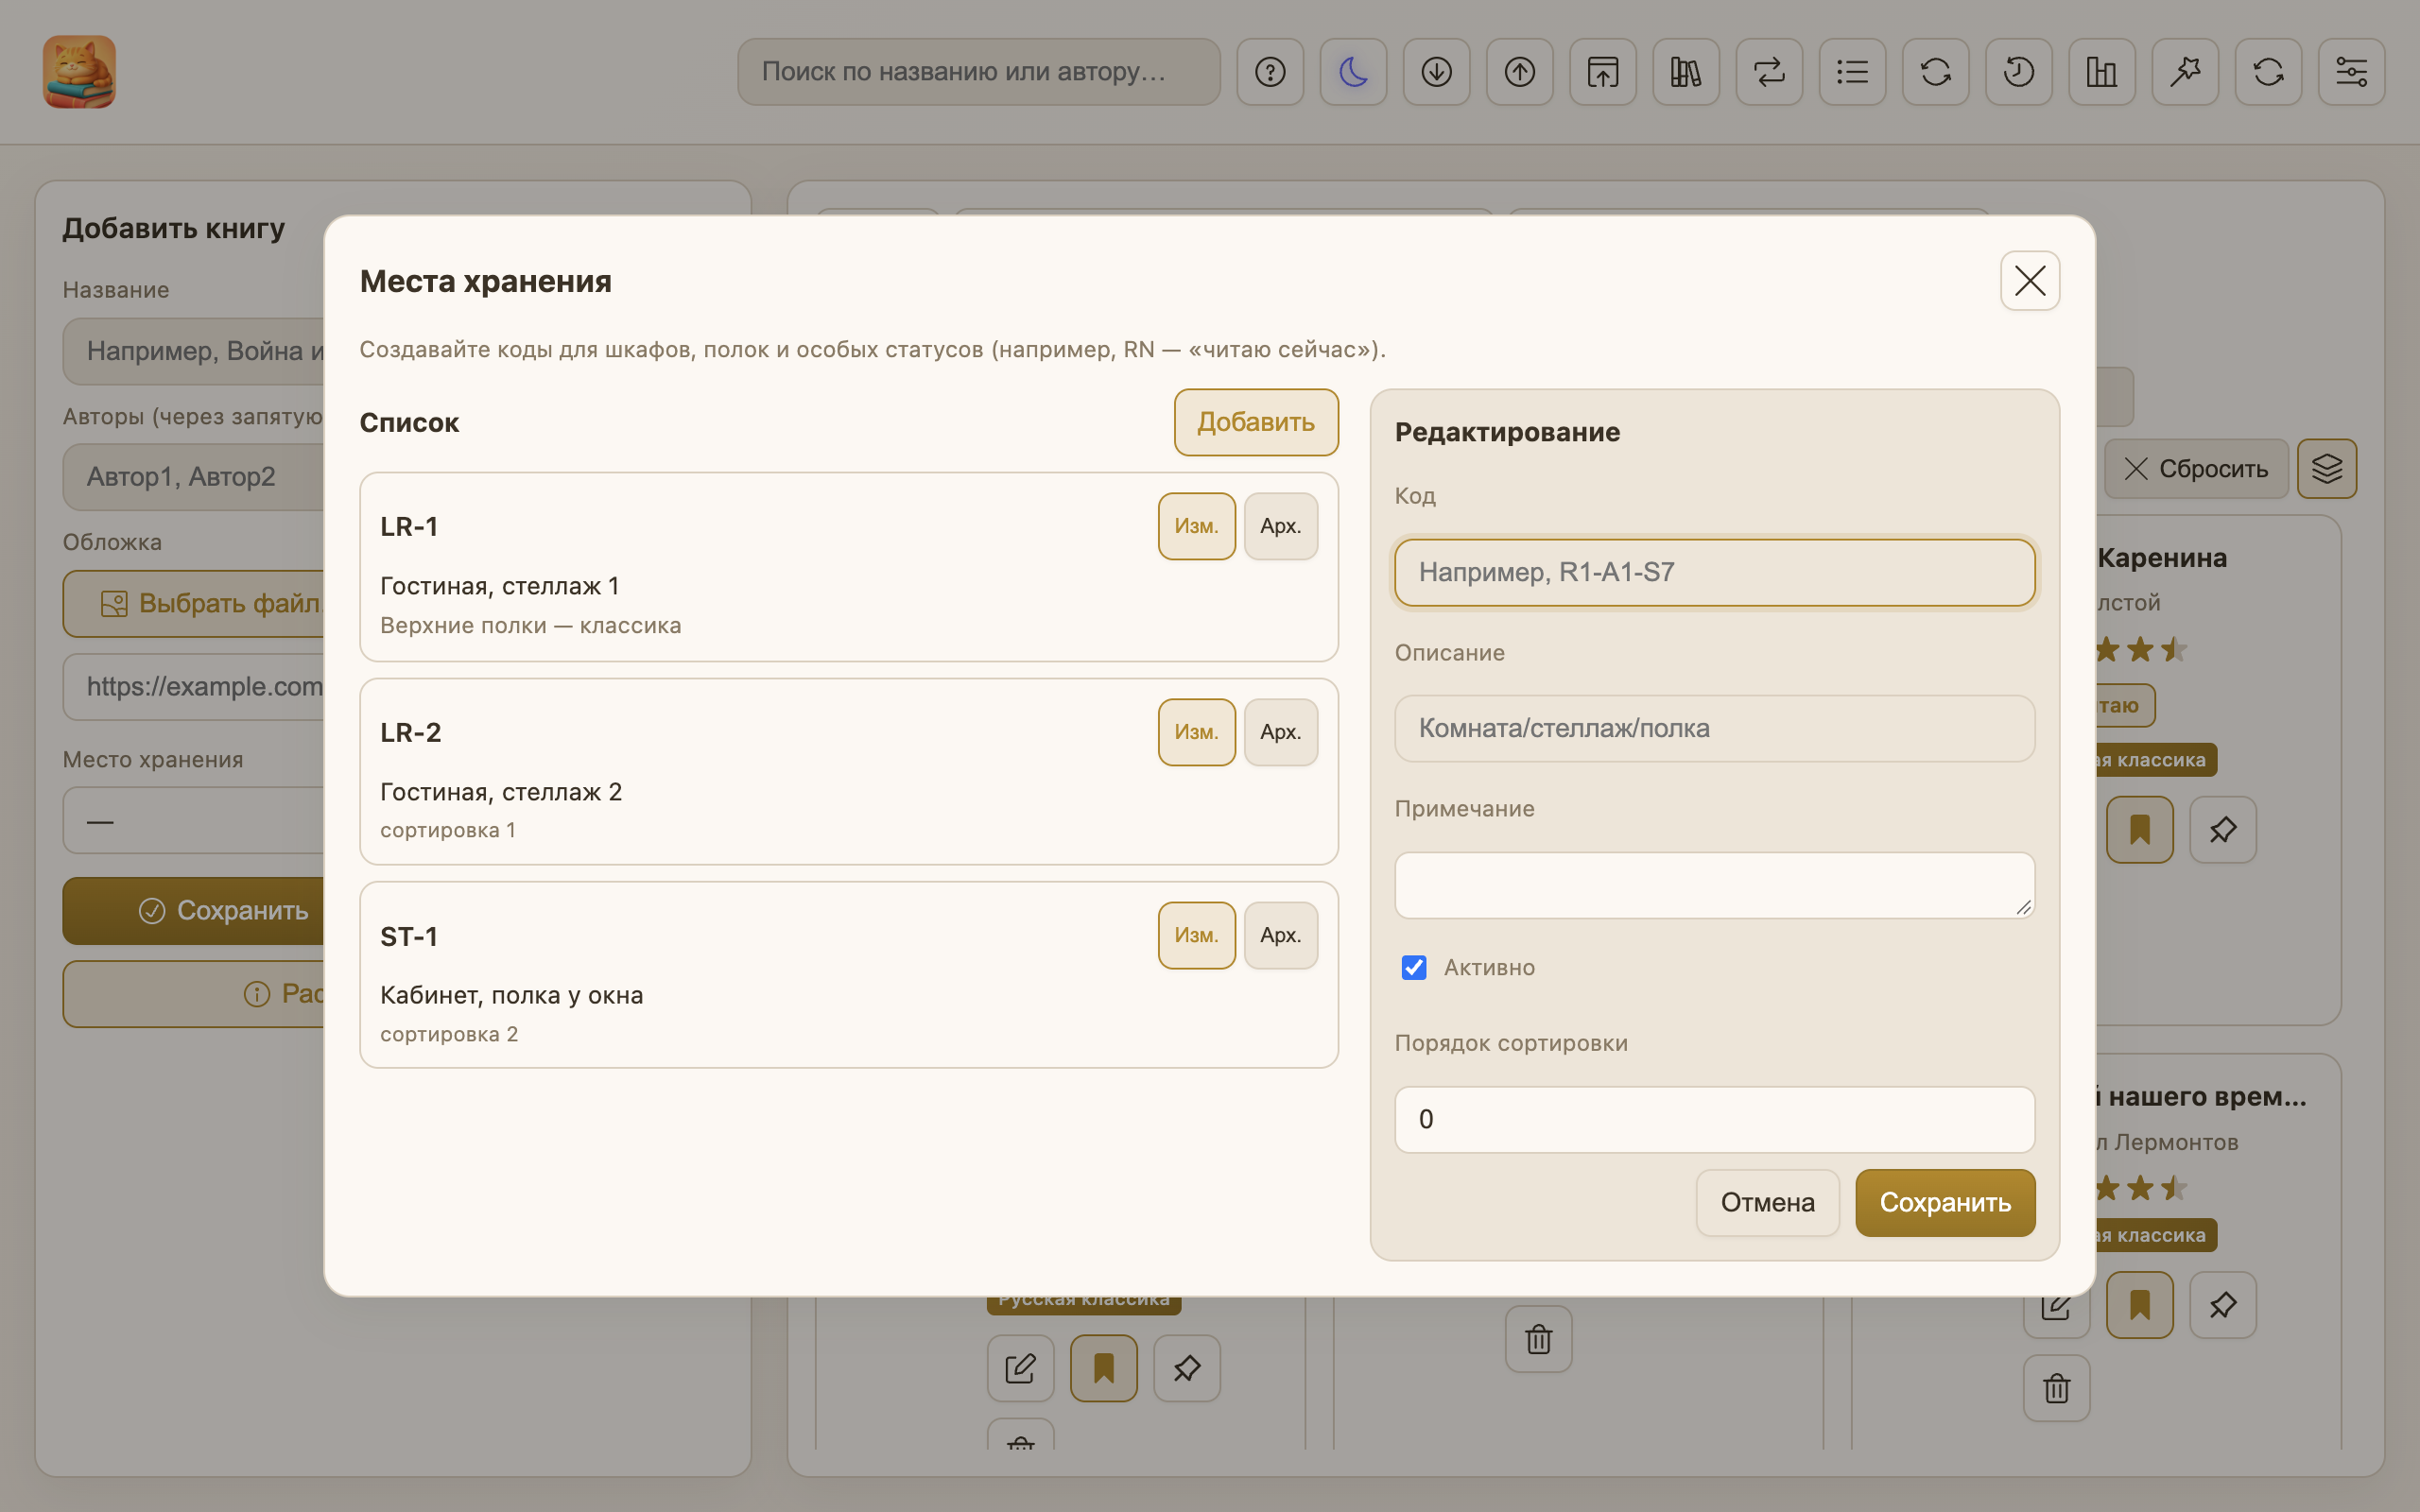 Поиск по названию или автору…
Добавить книгу
Название
Например, Война и
Авторы (через запятую
Автор1, Автор2
Обложка
Выбрать файл
https://example.com
Место хранения
—
Сохранить
Места хранения
Создавайте коды для шкафов, полок и особых статусов (например, RN — «читаю сейчас»).
Список
Добавить
LR-1
Изм.
Арх.
Гостиная, стеллаж 1
Верхние полки — классика
LR-2
Изм.
Арх.
Гостиная, стеллаж 2
сортировка 1
ST-1
Изм.
Арх.
Кабинет, полка у окна
сортировка 2
Редактирование
Код
Например, R1-A1-S7
Описание
Комната/стеллаж/полка
Примечание
Активно
Порядок сортировки
0
Отмена
Сохранить
Сбросить
Каренина
лстой
таю
ая классика
нашего врем...
л Лермонтов
ая классика
Русская классика